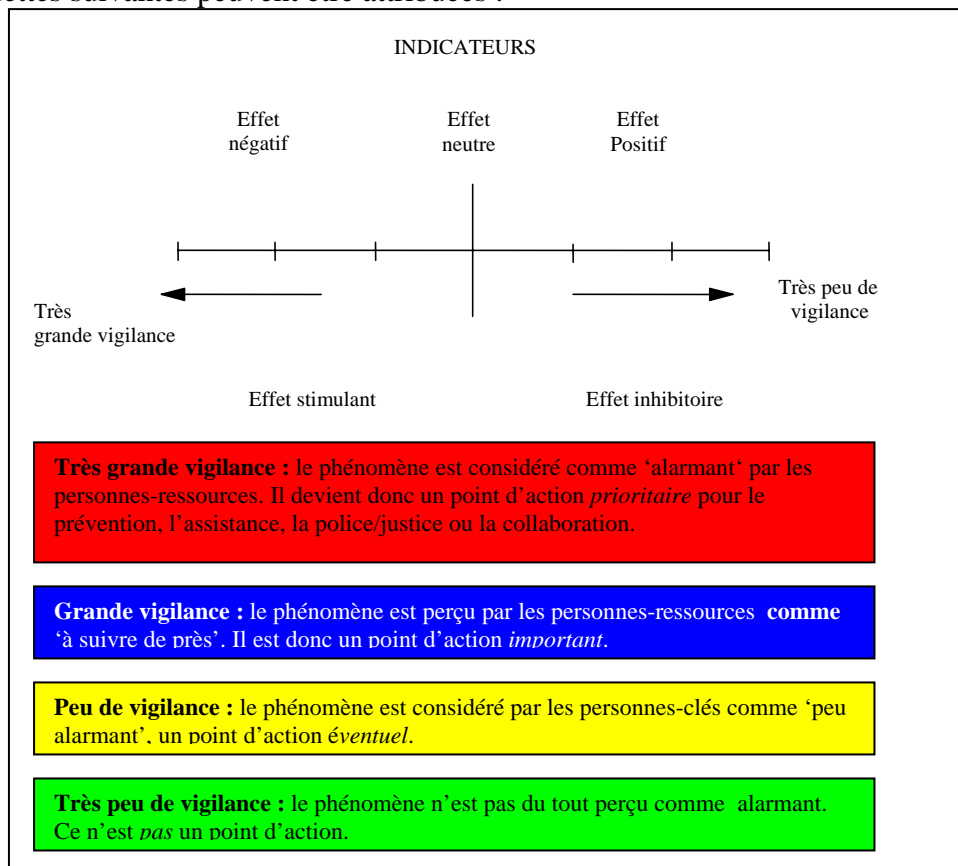 ettes suivantes peuvent être attribuées :
INDICATEURS
Effet négatif
Effet neutre
Effet Positif
Très grande vigilance
Très peu de vigilance
Effet stimulant
Effet inhibitoire
Très grande vigilance : le phénomène est considéré comme ‘alarmant‘ par les
personnes-ressources. Il devient donc un point d’action prioritaire pour le
prévention, l’assistance, la police/justice ou la collaboration.
Grande vigilance : le phénomène est perçu par les personnes-ressources comme
‘à suivre de près’. Il est donc un point d’action important.
Peu de vigilance : le phénomène est considéré par les personnes-clés comme ‘peu
alarmant’, un point d’action éventuel.
Très peu de vigilance : le phénomène n’est pas du tout perçu comme alarmant.
Ce n’est pas un point d’action.